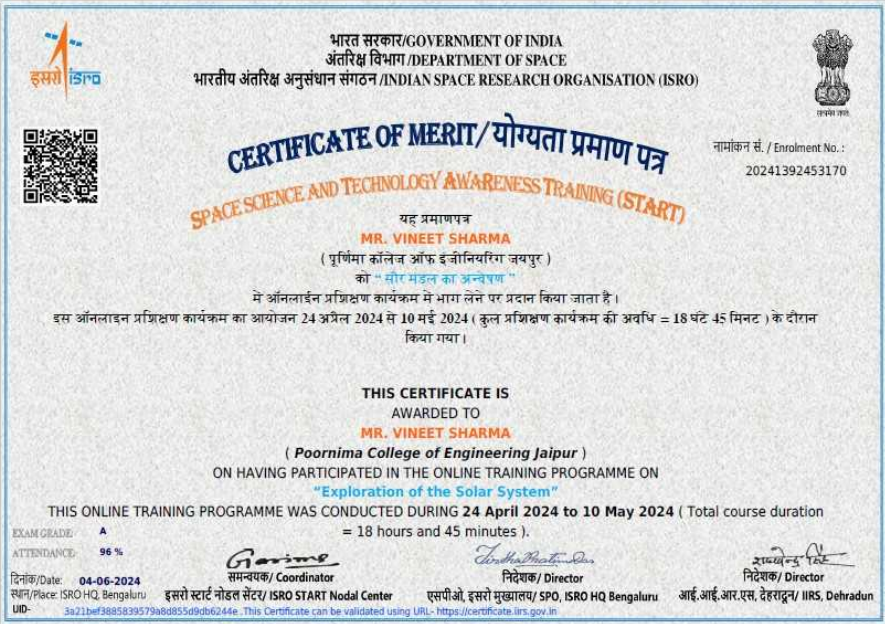 भारत सरकार/GOVERNMENT OF INDIA
अंतरिक्ष विभाग/DEPARTMENT OF SPACE
भारतीय अंतरिक्ष अनुसंधान संगठन /INDIAN SPACE RESEARCH ORGANISATION (ISRO)
इसरो isro
सत्यमेव जयते
CERTIFICATE OF MERIT/योग्यता प्रमाण पत्र
नामांकन सं. / Enrolment No.:
20241392453170
SPACE SCIENCE AND TECHNOLOGY AWARENESS TRAINING (START)
यह प्रमाणपत्र
MR. VINEET SHARMA
( पूर्णिमा कॉलेज ऑफ इंजीनियरिंग जयपुर )
को “ सौर मंडल का अन्वेषण ”
में ऑनलाईन प्रशिक्षण कार्यक्रम में भाग लेने पर प्रदान किया जाता है।
इस ऑनलाइन प्रशिक्षण कार्यक्रम का आयोजन 24 अप्रैल 2024 से 10 मई 2024 ( कुल प्रशिक्षण कार्यक्रम की अवधि = 18 घंटे 45 मिनट ) के दौरान
किया गया।
THIS CERTIFICATE IS
AWARDED TO
MR. VINEET SHARMA
( Poornima College of Engineering Jaipur )
ON HAVING PARTICIPATED IN THE ONLINE TRAINING PROGRAMME ON
“Exploration of the Solar System”
THIS ONLINE TRAINING PROGRAMME WAS CONDUCTED DURING 24 April 2024 to 10 May 2024 ( Total course duration
= 18 hours and 45 minutes ).
EXAM GRADE: A
ATTENDANCE: 96 %
दिनांक/Date: 04-06-2024
स्थान/Place: ISRO HQ, Bengaluru
समन्वयक/ Coordinator
इसरो स्टार्ट नोडल सेंटर/ ISRO START Nodal Center
निदेशक/ Director
एसपीओ, इसरो मुख्यालय/ SPO, ISRO HQ Bengaluru
निदेशक/ Director
आई.आई.आर.एस, देहरादून/ IIRS, Dehradun
UID- 3a21bef3885839579a8d855d9db6244e .This Certificate can be validated using URL- https://certificate.iirs.gov.in